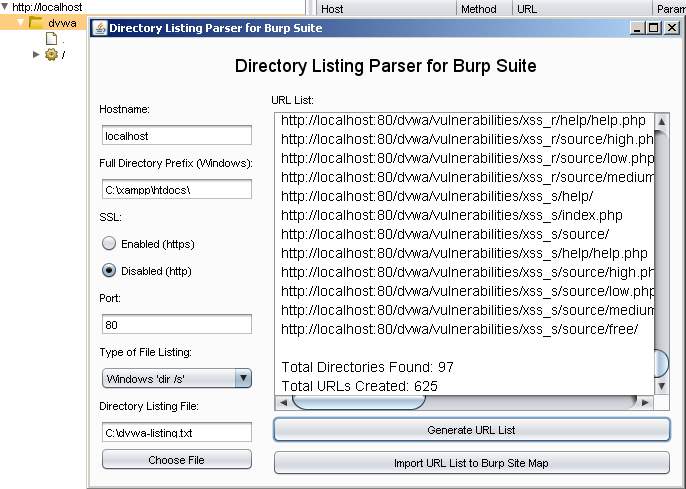 http://localhost
Host Method URL Param
dvwa
.
/
Directory Listing Parser for Burp Suite
Directory Listing Parser for Burp Suite
Hostname:
localhost
Full Directory Prefix (Windows):
C:\xampp\htdocs\
SSL:
Enabled (https)
Disabled (http)
Port:
80
Type of File Listing:
Windows 'dir /s'
Directory Listing File:
C:\dvwa-listing.txt
Choose File
URL List:
http://localhost:80/dvwa/vulnerabilities/xss_r/help/help.php
http://localhost:80/dvwa/vulnerabilities/xss_r/source/high.ph
http://localhost:80/dvwa/vulnerabilities/xss_r/source/low.php
http://localhost:80/dvwa/vulnerabilities/xss_r/source/medium
http://localhost:80/dvwa/vulnerabilities/xss_s/help/
http://localhost:80/dvwa/vulnerabilities/xss_s/index.php
http://localhost:80/dvwa/vulnerabilities/xss_s/source/
http://localhost:80/dvwa/vulnerabilities/xss_s/help/help.php
http://localhost:80/dvwa/vulnerabilities/xss_s/source/high.ph
http://localhost:80/dvwa/vulnerabilities/xss_s/source/low.php
http://localhost:80/dvwa/vulnerabilities/xss_s/source/medium
http://localhost:80/dvwa/vulnerabilities/xss_s/source/free/
Total Directories Found: 97
Total URLs Created: 625
Generate URL List
Import URL List to Burp Site Map